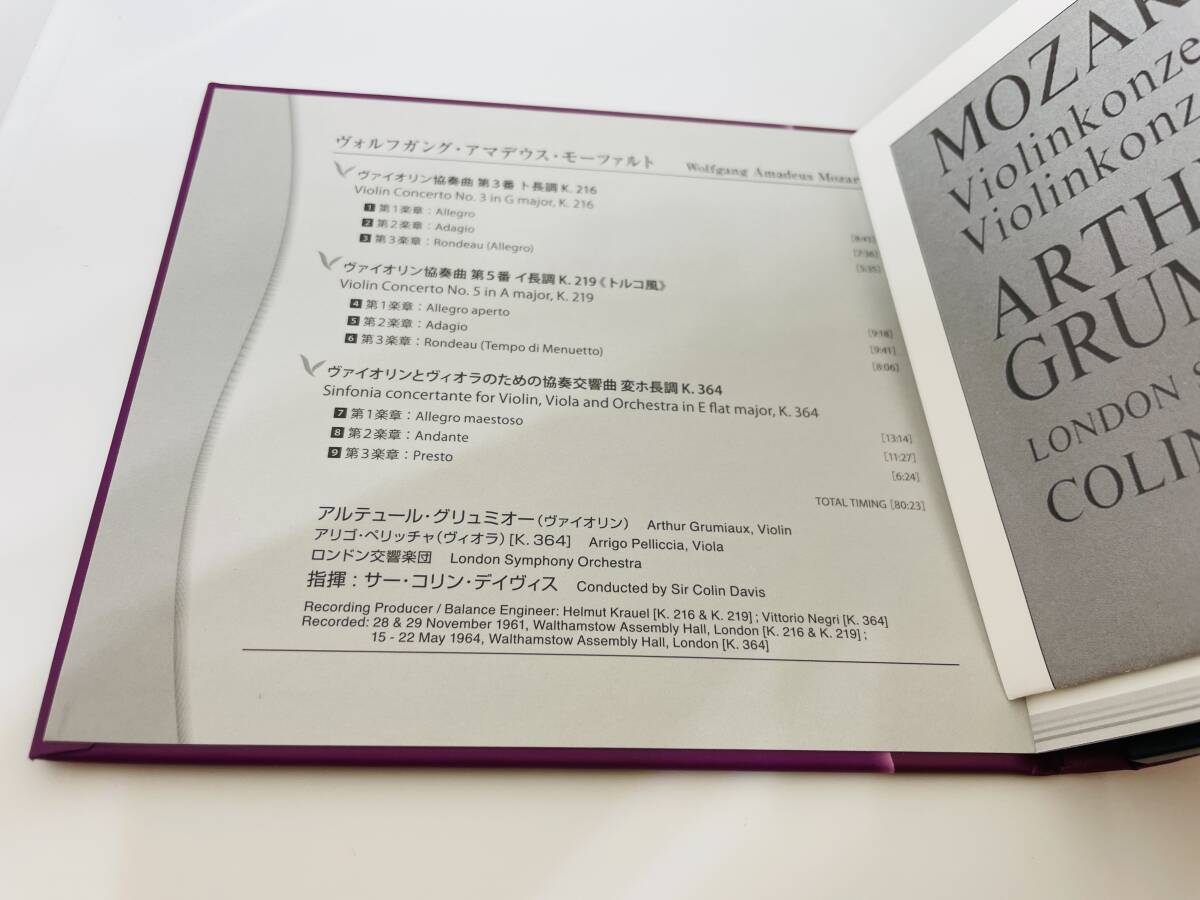 ヴォルフガング・アマデウス・モーツァルト Wolfgang Amadeus Mozar
ヴァイオリン協奏曲 第3番 ト長調 K. 216
Violin Concerto No. 3 in G major, K. 216
1 第1楽章：Allegro [8:43]
2 第2楽章：Adagio [7:36]
3 第3楽章：Rondeau (Allegro) [5:35]
ヴァイオリン協奏曲 第5番 イ長調 K. 219《トルコ風》
Violin Concerto No. 5 in A major, K. 219
4 第1楽章：Allegro aperto [9:18]
5 第2楽章：Adagio [9:41]
6 第3楽章：Rondeau (Tempo di Menuetto) [8:06]
ヴァイオリンとヴィオラのための協奏交響曲 変ホ長調 K. 364
Sinfonia concertante for Violin, Viola and Orchestra in E flat major, K. 364
7 第1楽章：Allegro maestoso [13:14]
8 第2楽章：Andante [11:27]
9 第3楽章：Presto [6:24]
TOTAL TIMING [80:23]
アルテュール・グリュミオー（ヴァイオリン） Arthur Grumiaux, Violin
アリゴ・ペリッチャ（ヴィオラ）[K. 364] Arrigo Pelliccia, Viola
ロンドン交響楽団 London Symphony Orchestra
指揮：サー・コリン・デイヴィス Conducted by Sir Colin Davis
Recording Producer / Balance Engineer: Helmut Krauel [K. 216 & K. 219] ; Vittorio Negri [K. 364]
Recorded: 28 & 29 November 1961, Walthamstow Assembly Hall, London [K. 216 & K. 219] ;
15 - 22 May 1964, Walthamstow Assembly Hall, London [K. 364]
MOZAR
Violinkonze
Violinkonz
ARTH
GRUM
LONDON S
COLIN